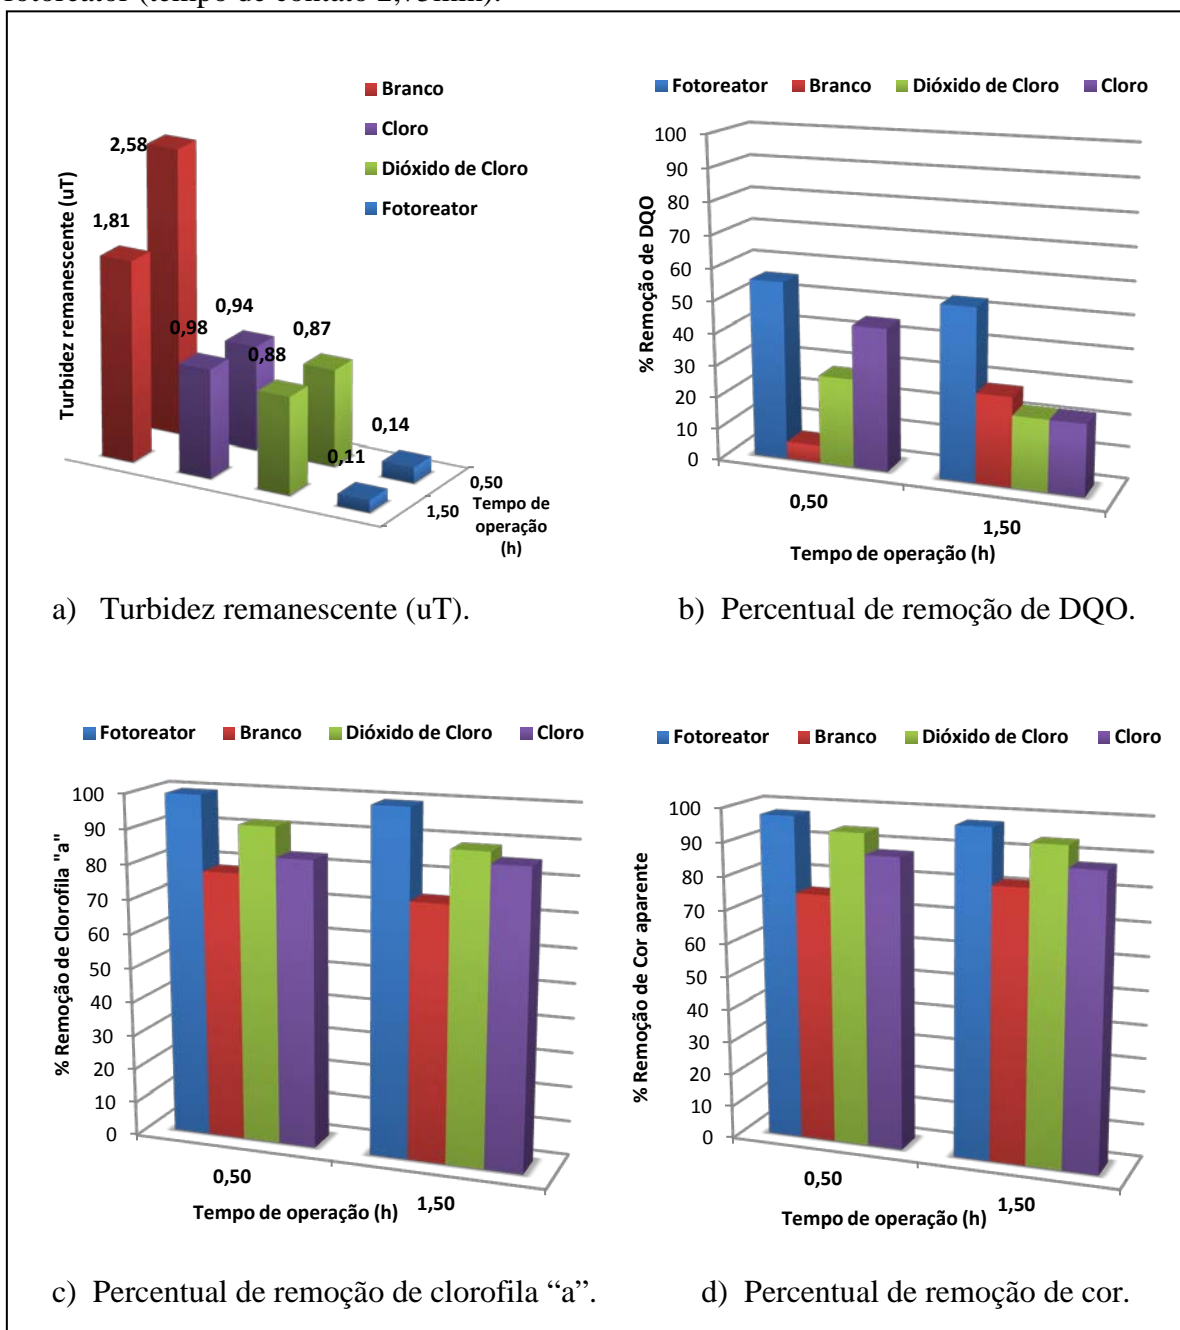 fotoreator (tempo de contato 2,75min).
Branco
Cloro
Dióxido de Cloro
Fotoreator
Turbidez remanescente (uT)
2,58
1,81
0,94
0,98
0,87
0,88
0,14
0,11
0,50
1,50
Tempo de
operação
(h)
a) Turbidez remanescente (uT).
Fotoreator Branco Dióxido de Cloro Cloro
% Remoção de DQO
100
90
80
70
60
50
40
30
20
10
0
0,50
1,50
Tempo de operação (h)
b) Percentual de remoção de DQO.
Fotoreator Branco Dióxido de Cloro Cloro
% Remoção de Clorofila "a"
100
90
80
70
60
50
40
30
20
10
0
0,50
1,50
Tempo de operação (h)
c) Percentual de remoção de clorofila “a”.
Fotoreator Branco Dióxido de Cloro Cloro
% Remoção de Cor aparente
100
90
80
70
60
50
40
30
20
10
0
0,50
1,50
Tempo de operação (h)
d) Percentual de remoção de cor.